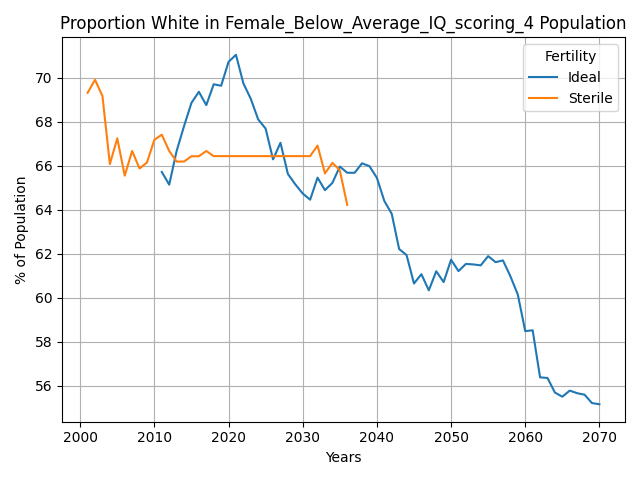 Proportion White in Female_Below_Average_IQ_scoring_4 Population
Fertility
Ideal
Sterile
% of Population
70
68
66
64
62
60
58
56
2000 2010 2020 2030 2040 2050 2060 2070
Years